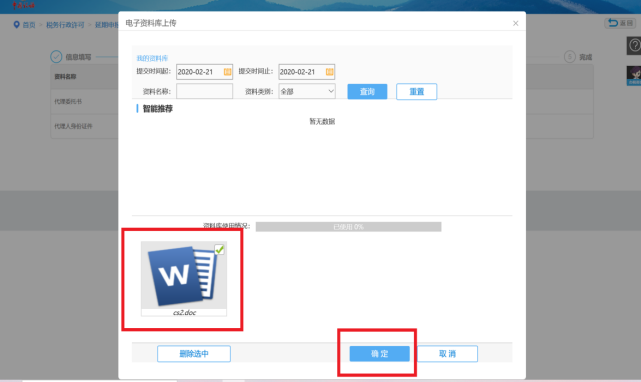 电子资料库上传
首页 > 税务行政许可 >
返回
信息填写
完成
我的资料库
提交时间起: 2020-02-21 提交时间止: 2020-02-21
资料名称
资料名称: 资料类别: 全部 查询 重置
代理委托书
智能推荐
暂无数据
代理人身份证件
资料库使用情况: 已使用 0%
W
cs2.doc
删除选中 确 定 取 消